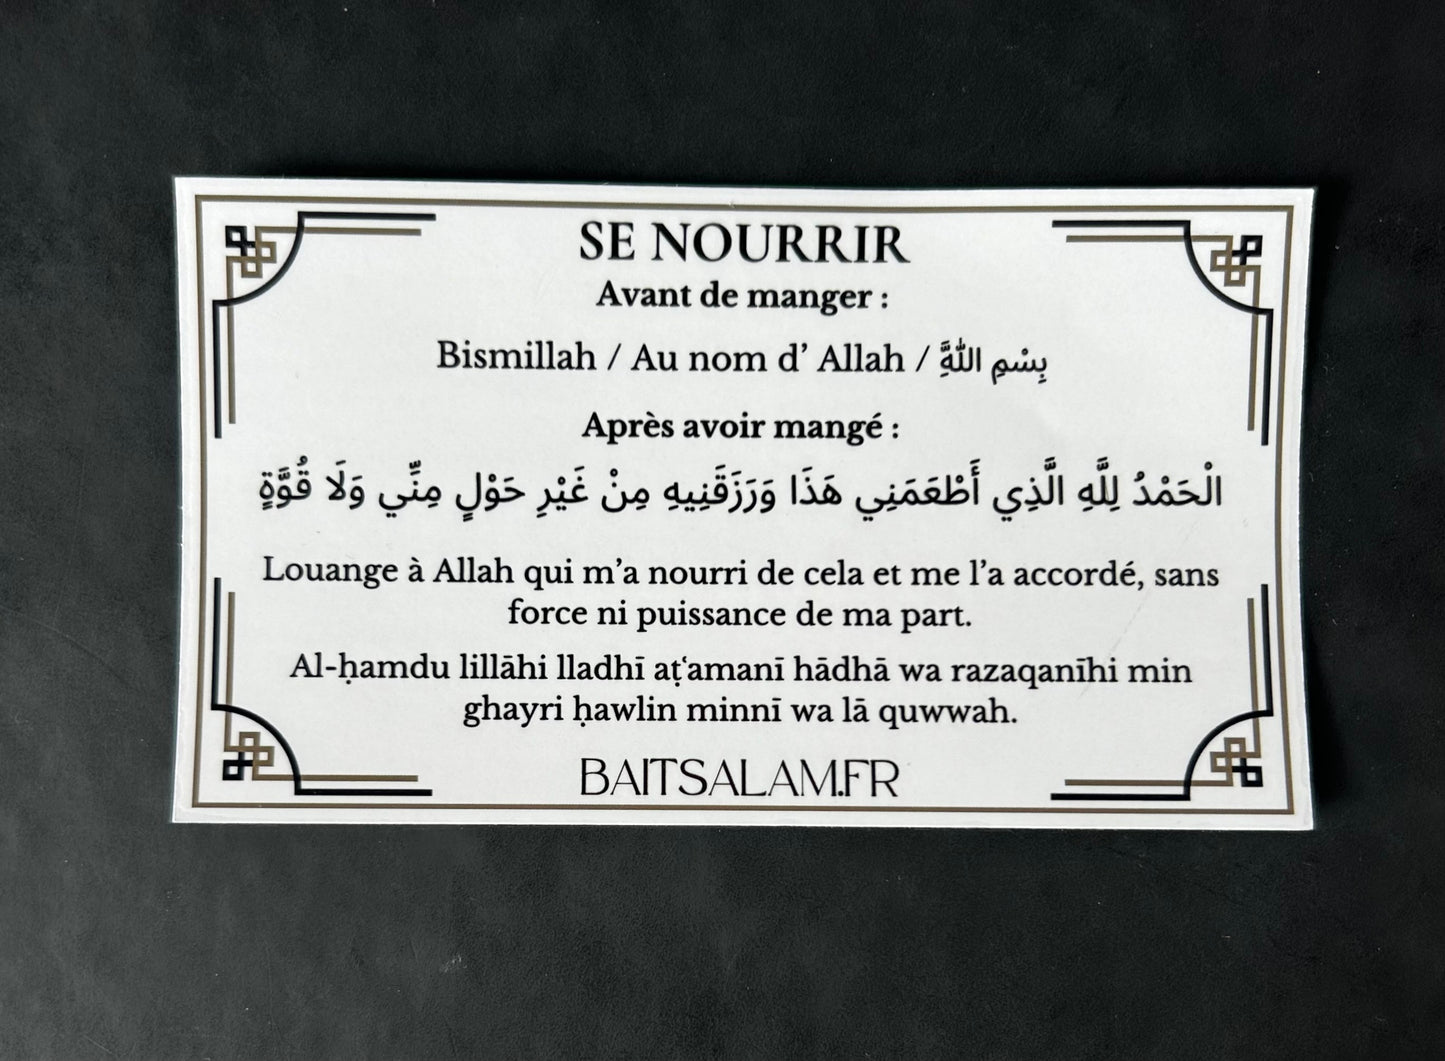 SE NOURRIR
Avant de manger :
Bismillah / Au nom d’ Allah / بِسْمِ اللَّهِ
Après avoir mangé :
الْحَمْدُ لِلَّهِ الَّذِي أَطْعَمَنِي هَذَا وَرَزَقَنِيهِ مِنْ غَيْرِ حَوْلٍ مِنِّي وَلَا قُوَّةٍ
Louange à Allah qui m’a nourri de cela et me l’a accordé, sans
force ni puissance de ma part.
Al-ḥamdu lillāhi lladhī aṭ‘amanī hādhā wa razaqanīhi min
ghayri ḥawlin minnī wa lā quwwah.
BAITSALAM.FR